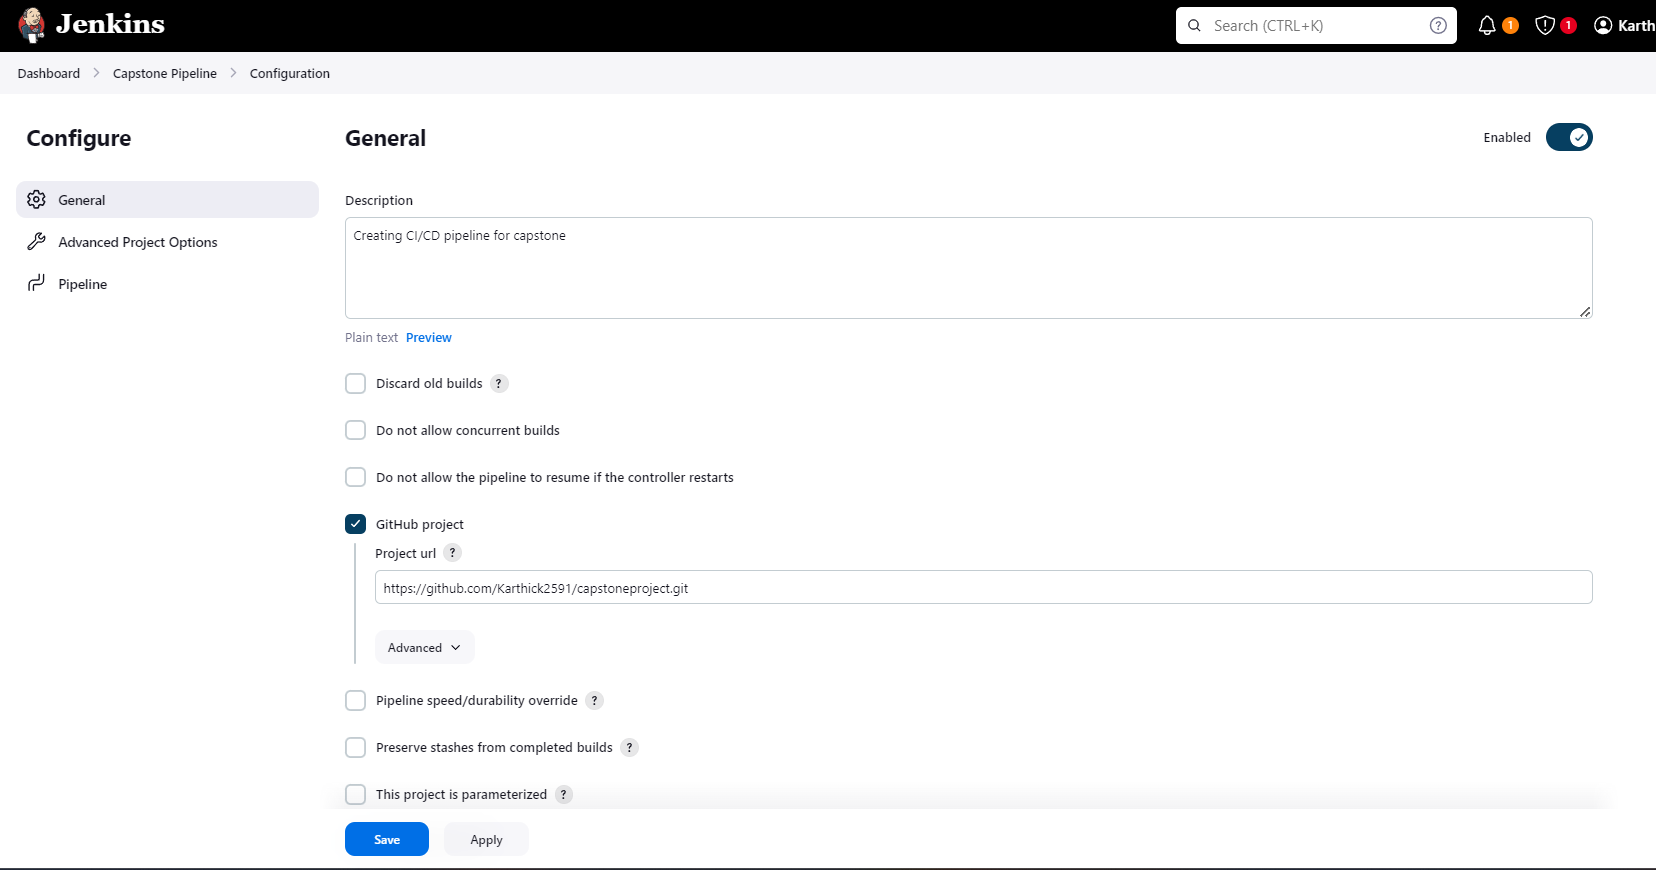 Jenkins
Search (CTRL+K)
?
1
1
Karth
Dashboard
Capstone Pipeline
Configuration
Configure
General
Advanced Project Options
Pipeline
General
Enabled
Description
Creating CI/CD pipeline for capstone
Plain text Preview
Discard old builds ?
Do not allow concurrent builds
Do not allow the pipeline to resume if the controller restarts
GitHub project
Project url ?
https://github.com/Karthick2591/capstoneproject.git
Advanced
Pipeline speed/durability override ?
Preserve stashes from completed builds ?
This project is parameterized ?
Save
Apply